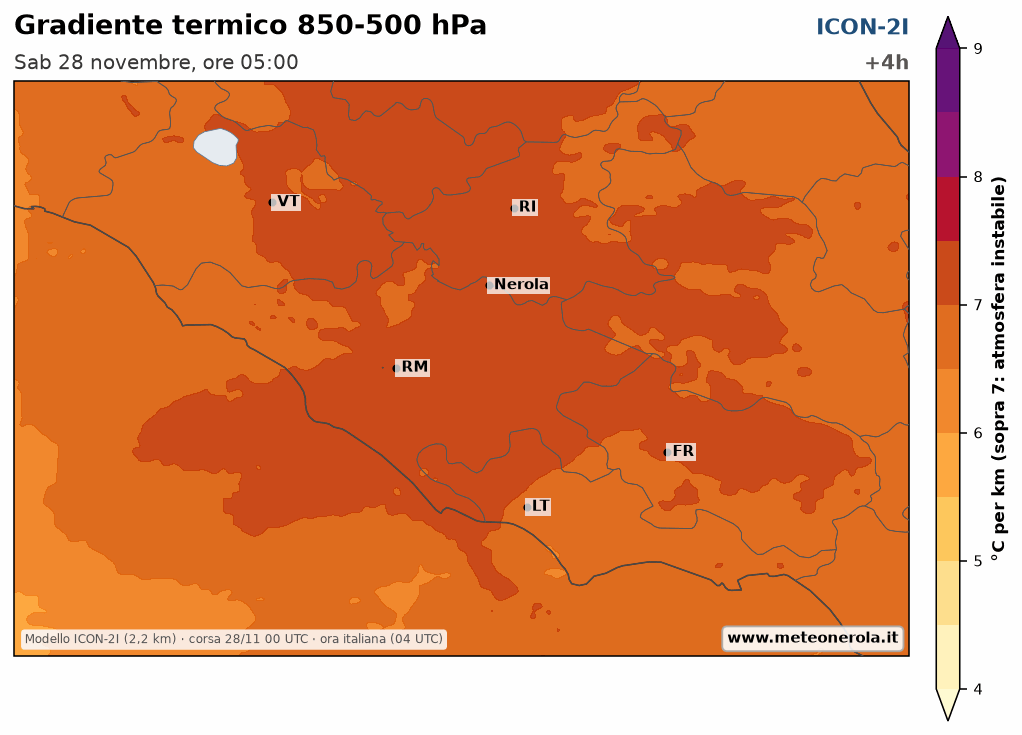 Gradiente termico 850-500 hPa
ICON-2I
Sab 28 novembre, ore 05:00
+4h
VT
RI
Nerola
RM
FR
LT
Modello ICON-2I (2,2 km) · corsa 28/11 00 UTC · ora italiana (04 UTC)
www.meteonerola.it
9
8
7
6
5
4
°C per km (sopra 7: atmosfera instabile)